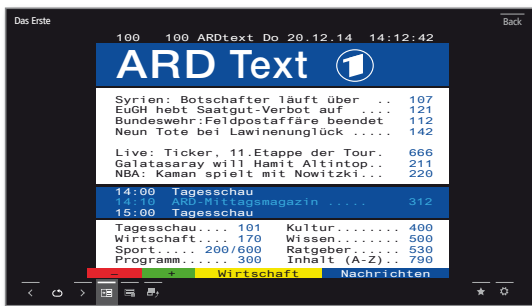 Das Erste
Back
100 100 ARDtext Do 20.12.14 14:12:42
ARD Text 1
Syrien: Botschafter läuft über .. 107
EuGH hebt Saatgut-Verbot auf .... 121
Bundeswehr:Feldpostaffäre beendet 112
Neun Tote bei Lawinenunglück ..... 142
Live: Ticker, 11.Etappe der Tour. 666
Galatasaray will Hamit Altintop.. 211
NBA: Kaman spielt mit Nowitzki... 220
14:00 Tagesschau
14:10 ARD-Mittagsmagazin ..... 312
15:00 Tagesschau
Tagesschau.... 101 Kultur........ 400
Wirtschaft.... 170 Wissen........ 500
Sport..... 200/600 Ratgeber...... 530
Programm...... 300 Inhalt (A-Z).. 790
- + Wirtschaft Nachrichten